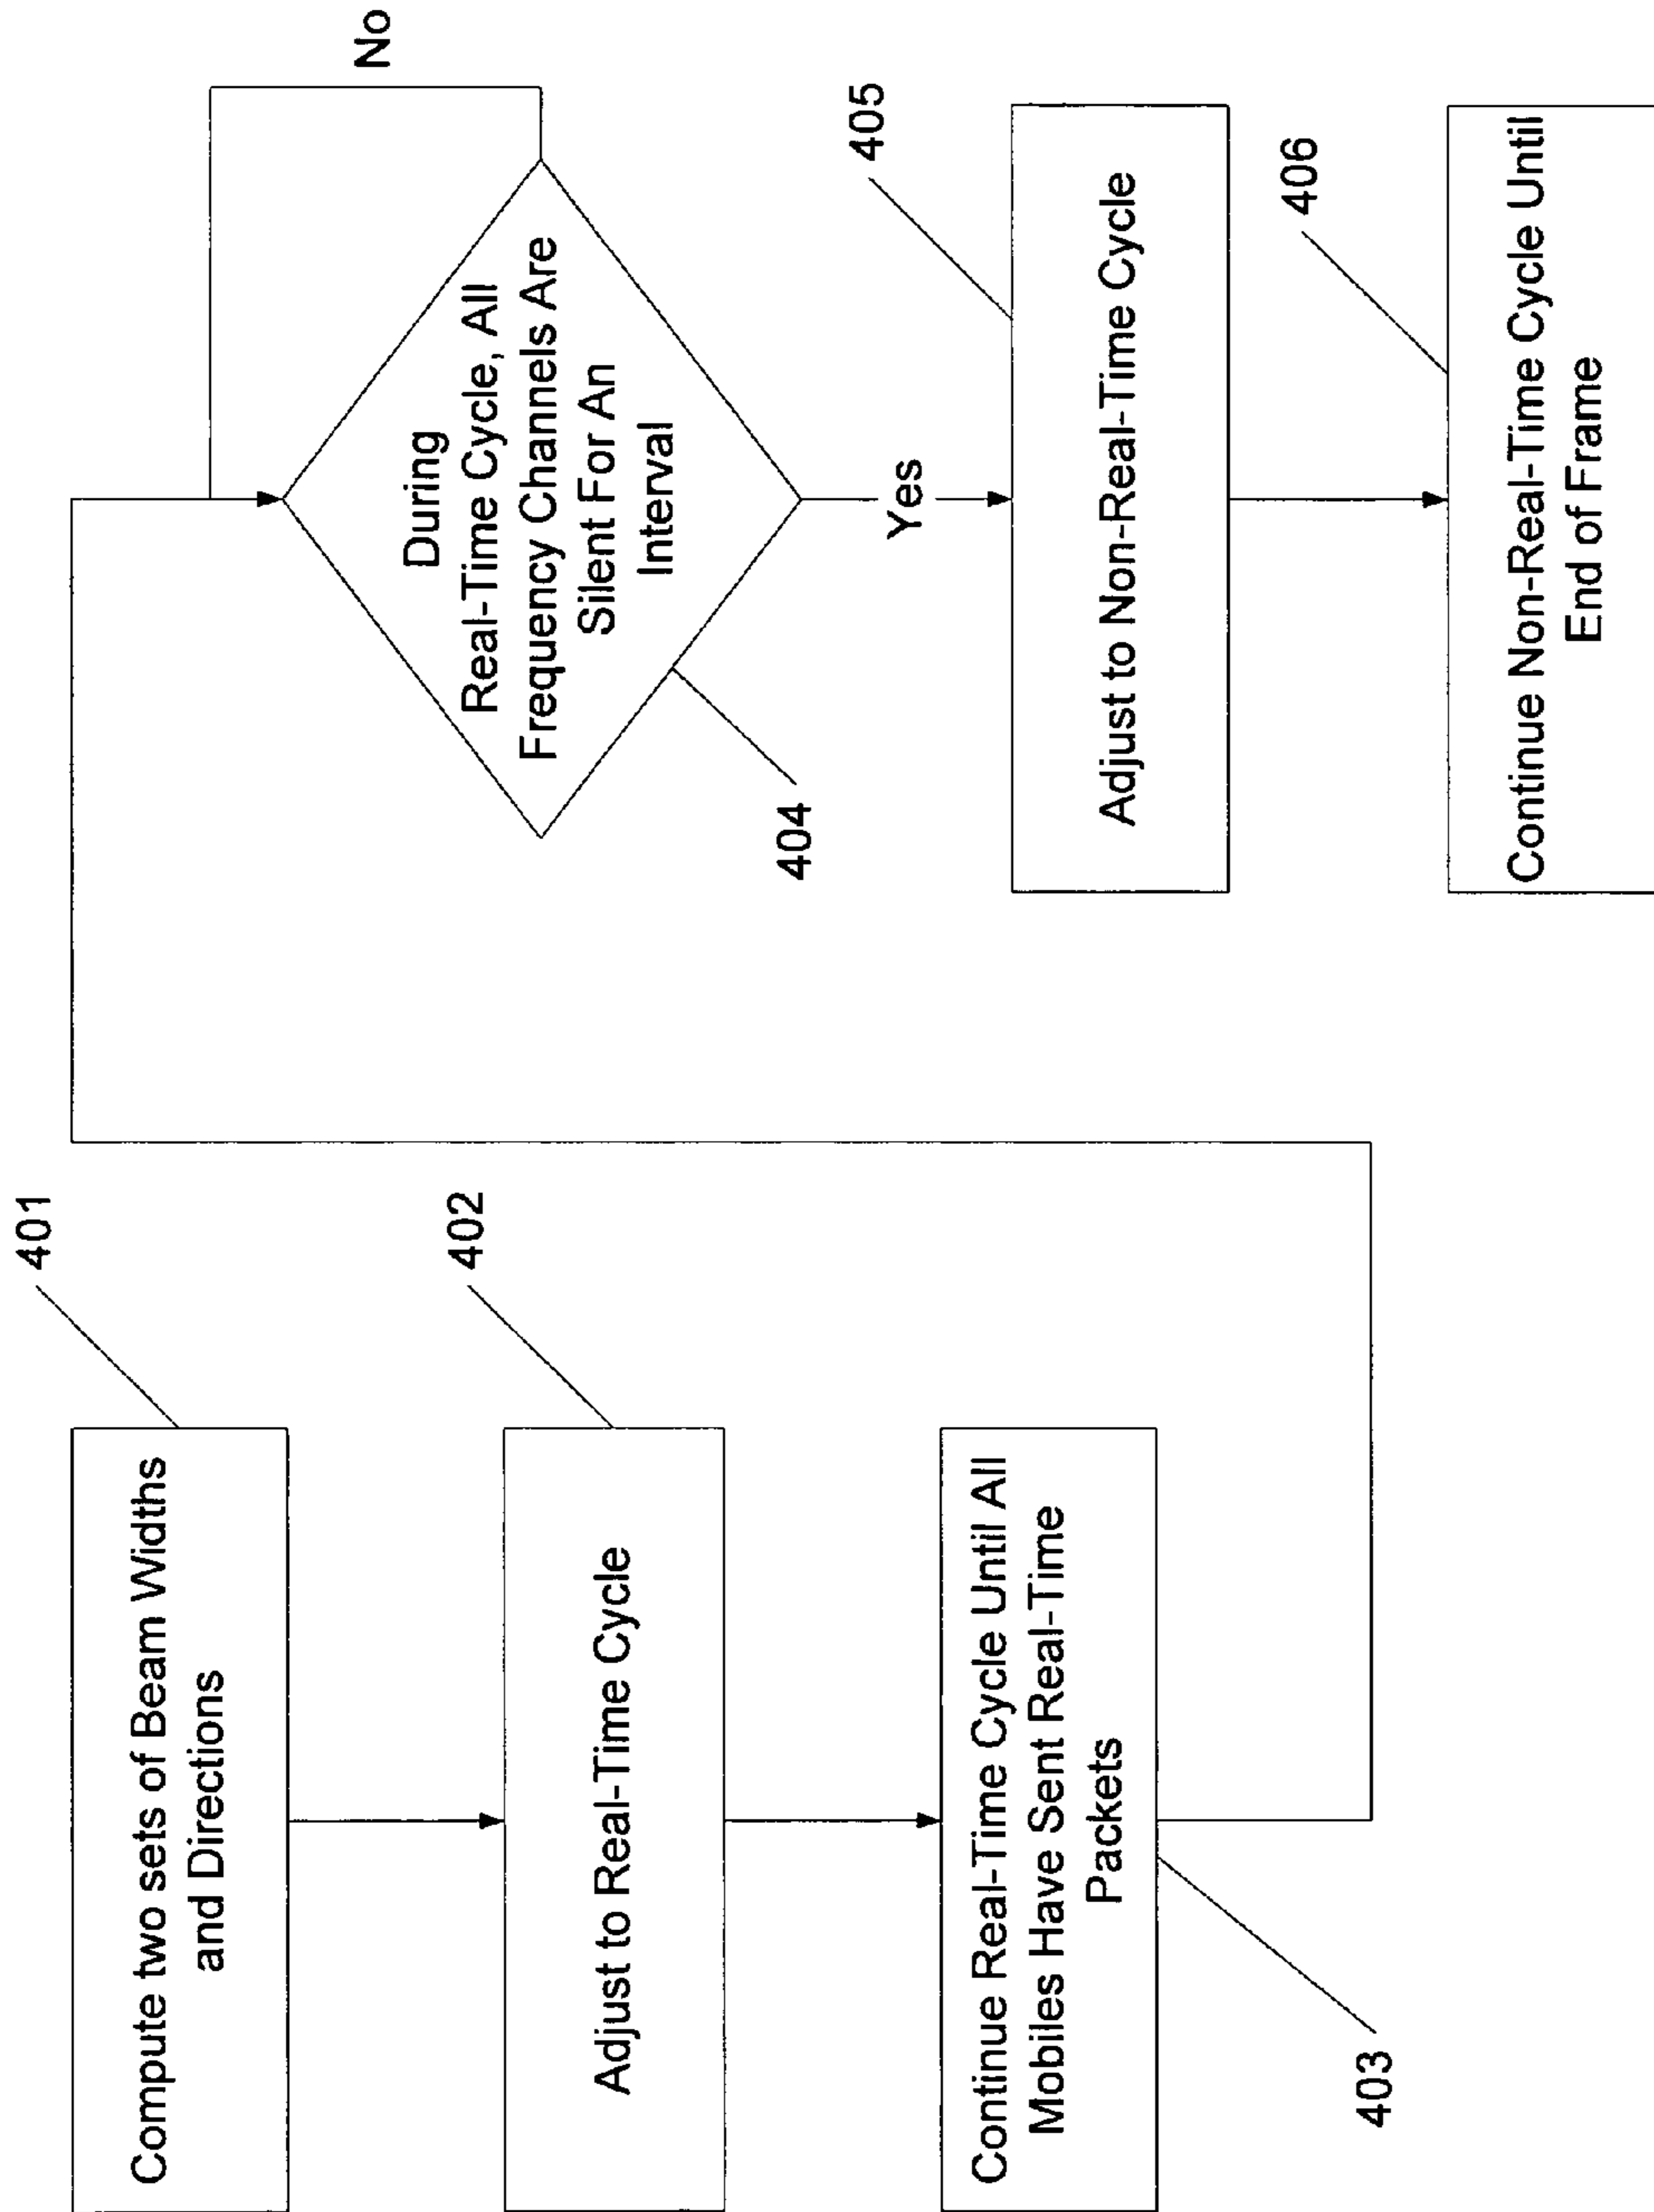 401
Compute two sets of Beam Widths
and Directions
402
Adjust to Real-Time Cycle
Continue Real-Time Cycle Until All
Mobiles Have Sent Real-Time
Packets
403
No
During
Real-Time Cycle, All
Frequency Channels Are
Silent For An
Interval
404
Yes
405
Adjust to Non-Real-Time Cycle
406
Continue Non-Real-Time Cycle Until
End of Frame